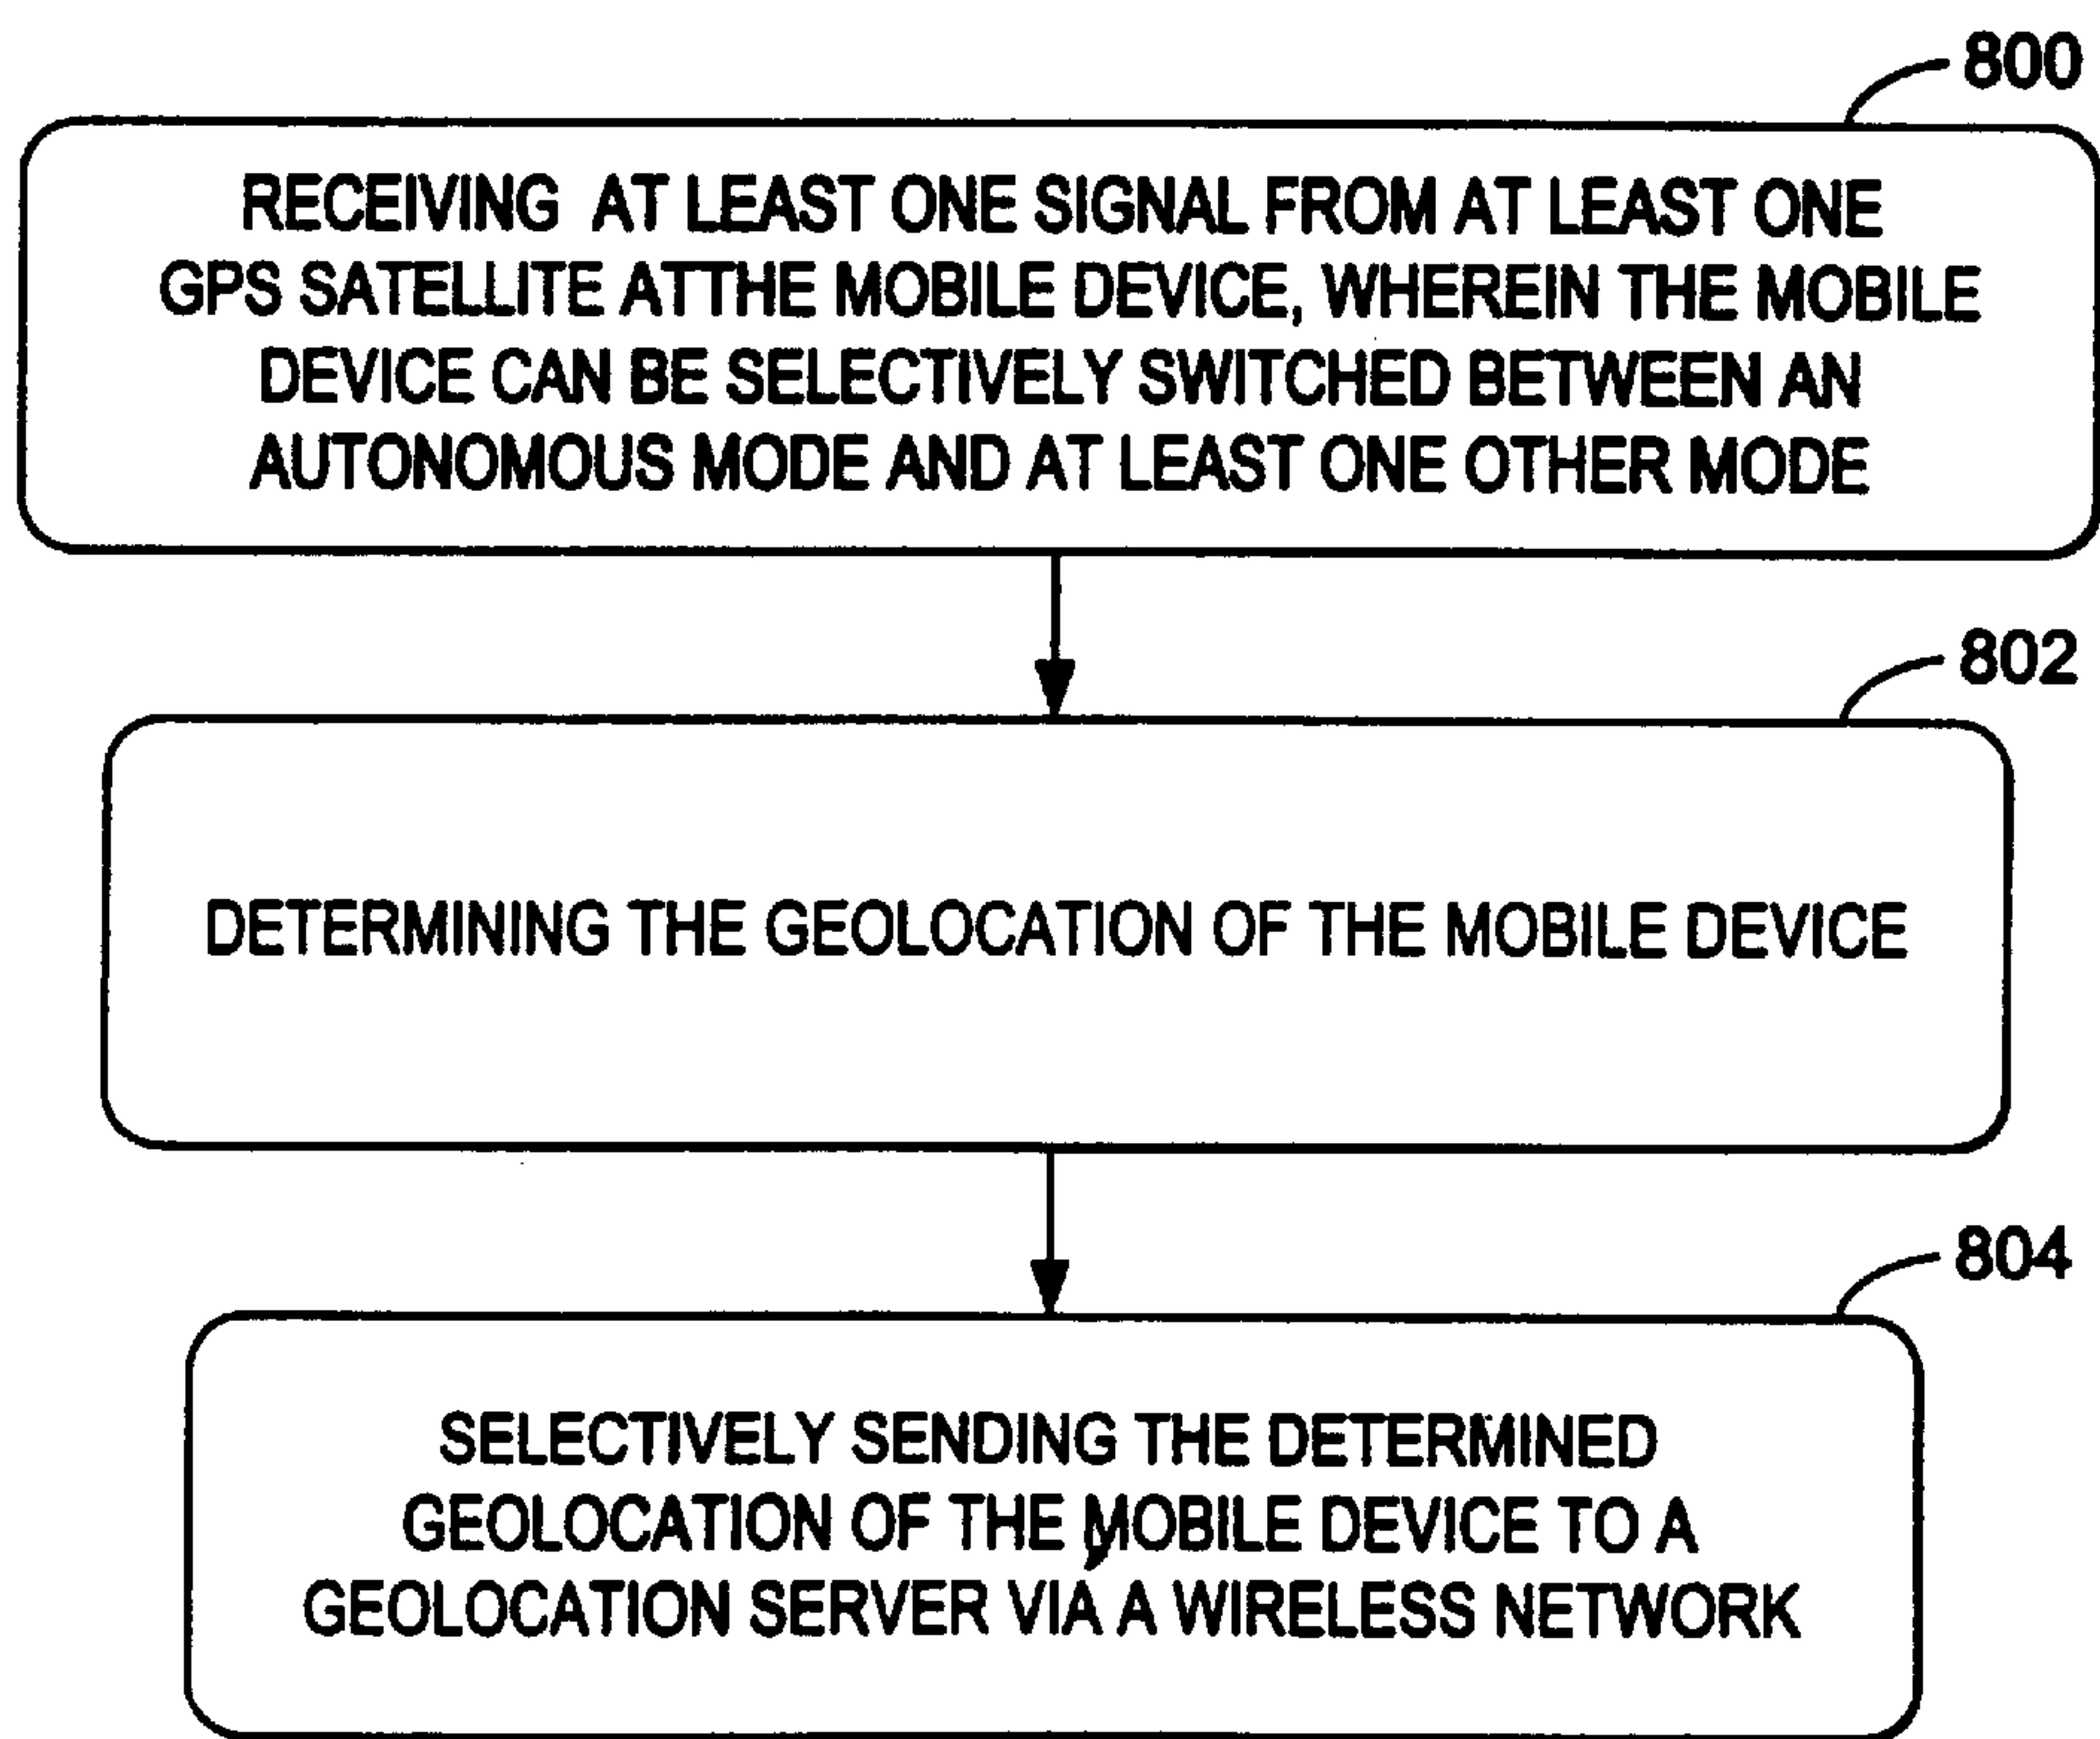 800
RECEIVING AT LEAST ONE SIGNAL FROM AT LEAST ONE
GPS SATELLITE ATTHE MOBILE DEVICE, WHEREIN THE MOBILE
DEVICE CAN BE SELECTIVELY SWITCHED BETWEEN AN
AUTONOMOUS MODE AND AT LEAST ONE OTHER MODE
802
DETERMINING THE GEOLOCATION OF THE MOBILE DEVICE
804
SELECTIVELY SENDING THE DETERMINED
GEOLOCATION OF THE MOBILE DEVICE TO A
GEOLOCATION SERVER VIA A WIRELESS NETWORK